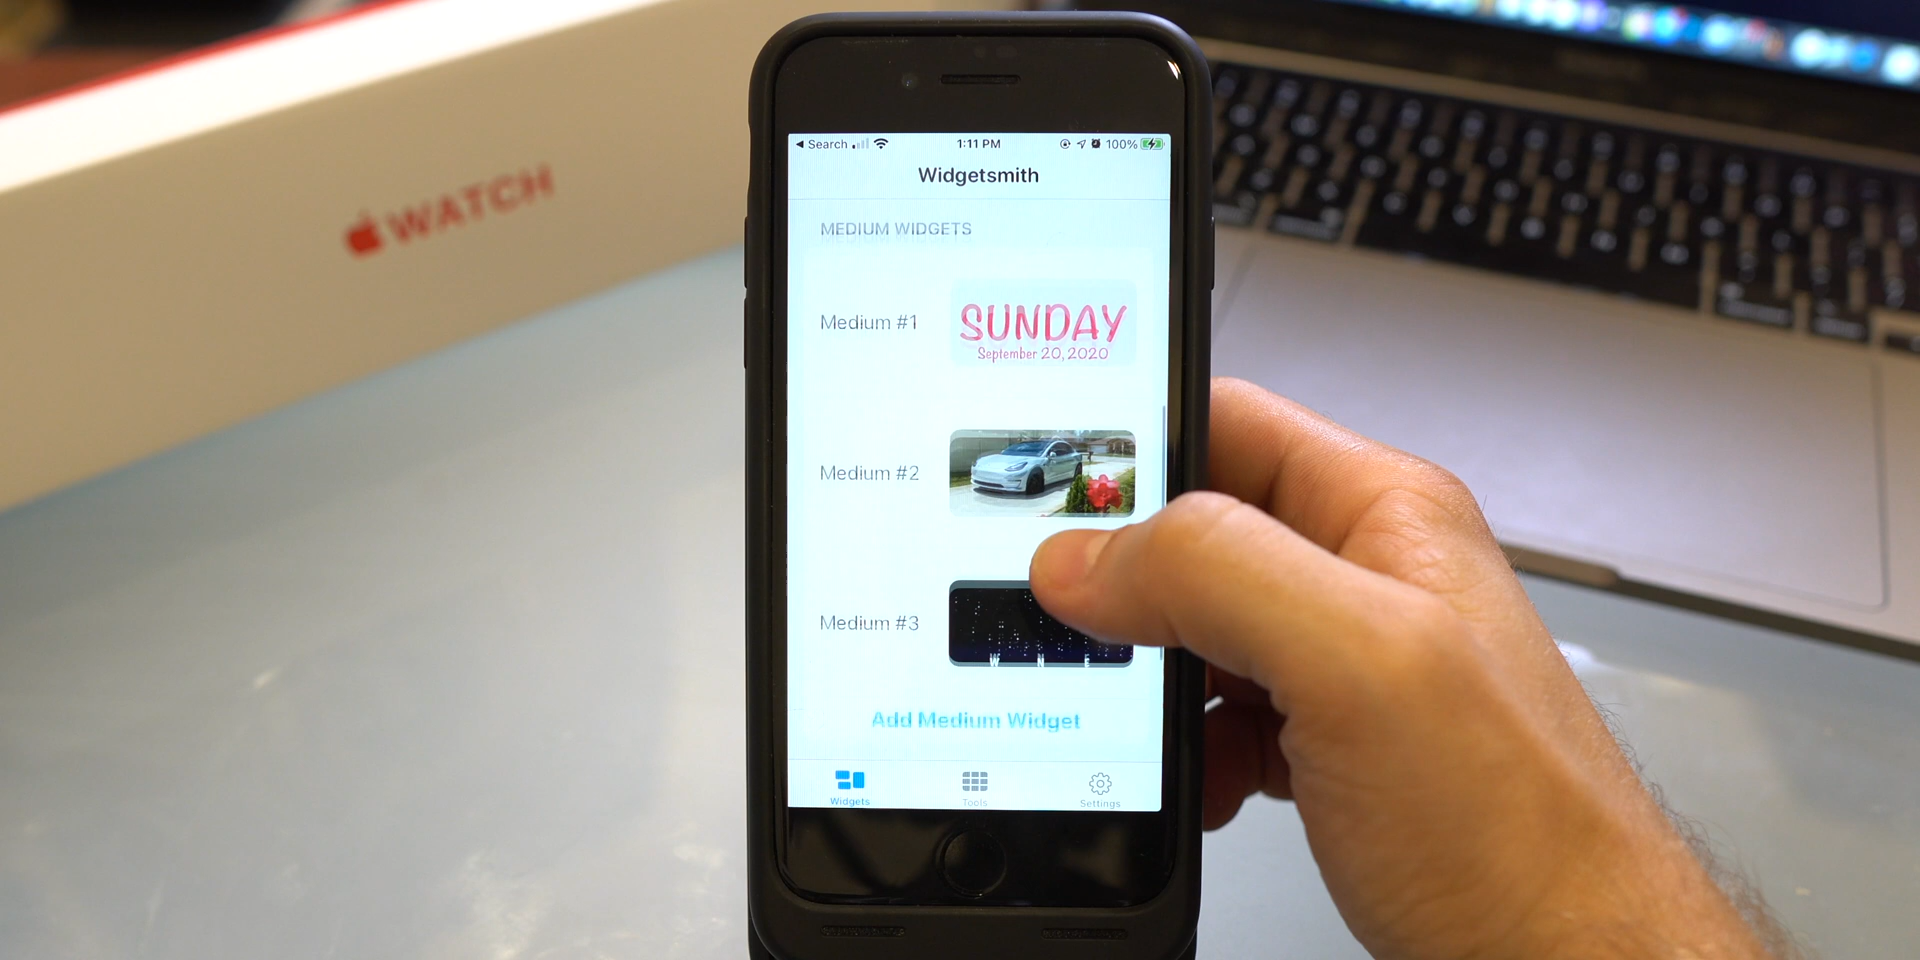 WATCH
Search 1:11 PM 100%
Widgetsmith
MEDIUM WIDGETS
Medium #1
SUNDAY
September 20, 2020
Medium #2
Medium #3
W N E
Add Medium Widget
Widgets Tools Settings